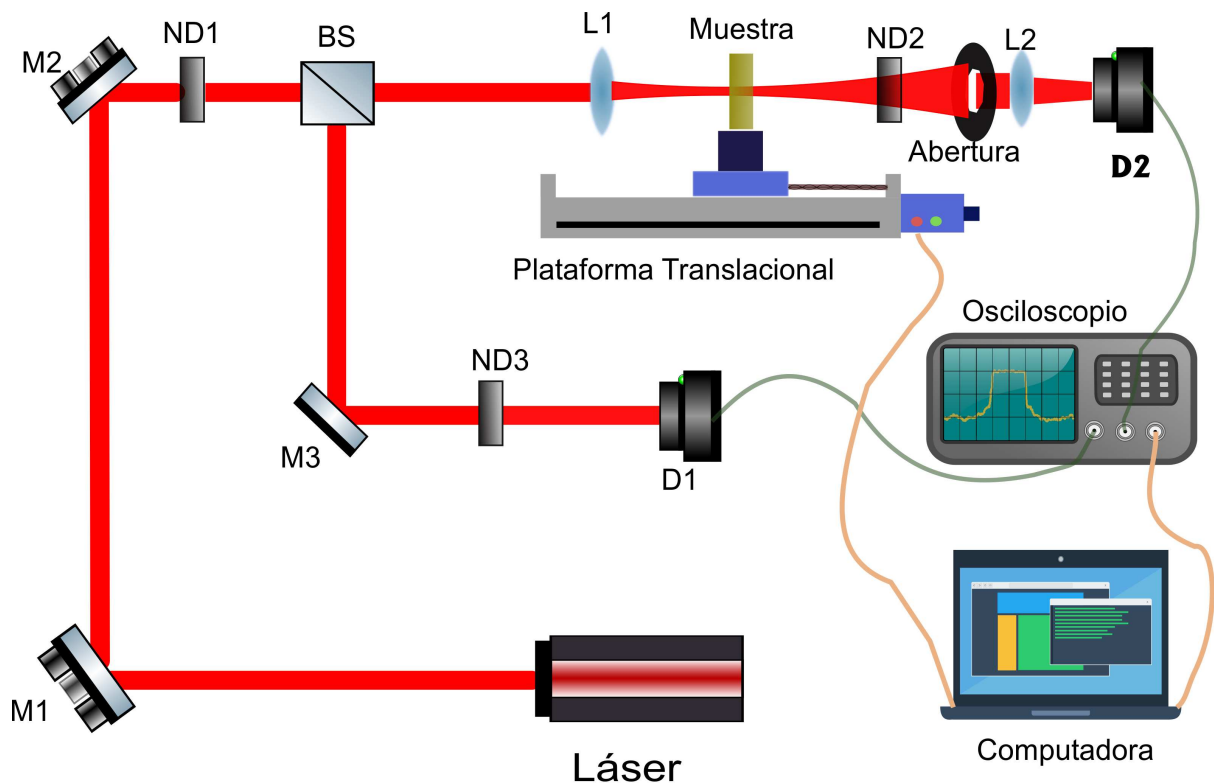 M2
ND1
BS
L1
Muestra
ND2
L2
Abertura
D2
Plataforma Translacional
Osciloscopio
ND3
M3
D1
M1
Láser
Computadora